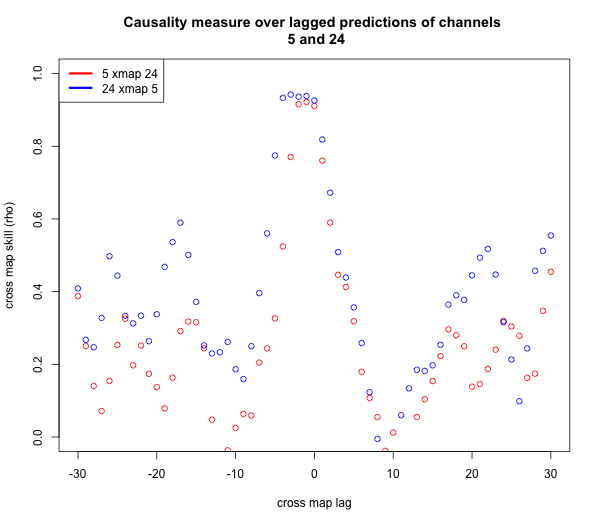 Causality measure over lagged predictions of channels
5 and 24
5 xmap 24
24 xmap 5
1.0
0.8
0.6
0.4
0.2
0.0
cross map skill (rho)
-30 -20 -10 0 10 20 30
cross map lag